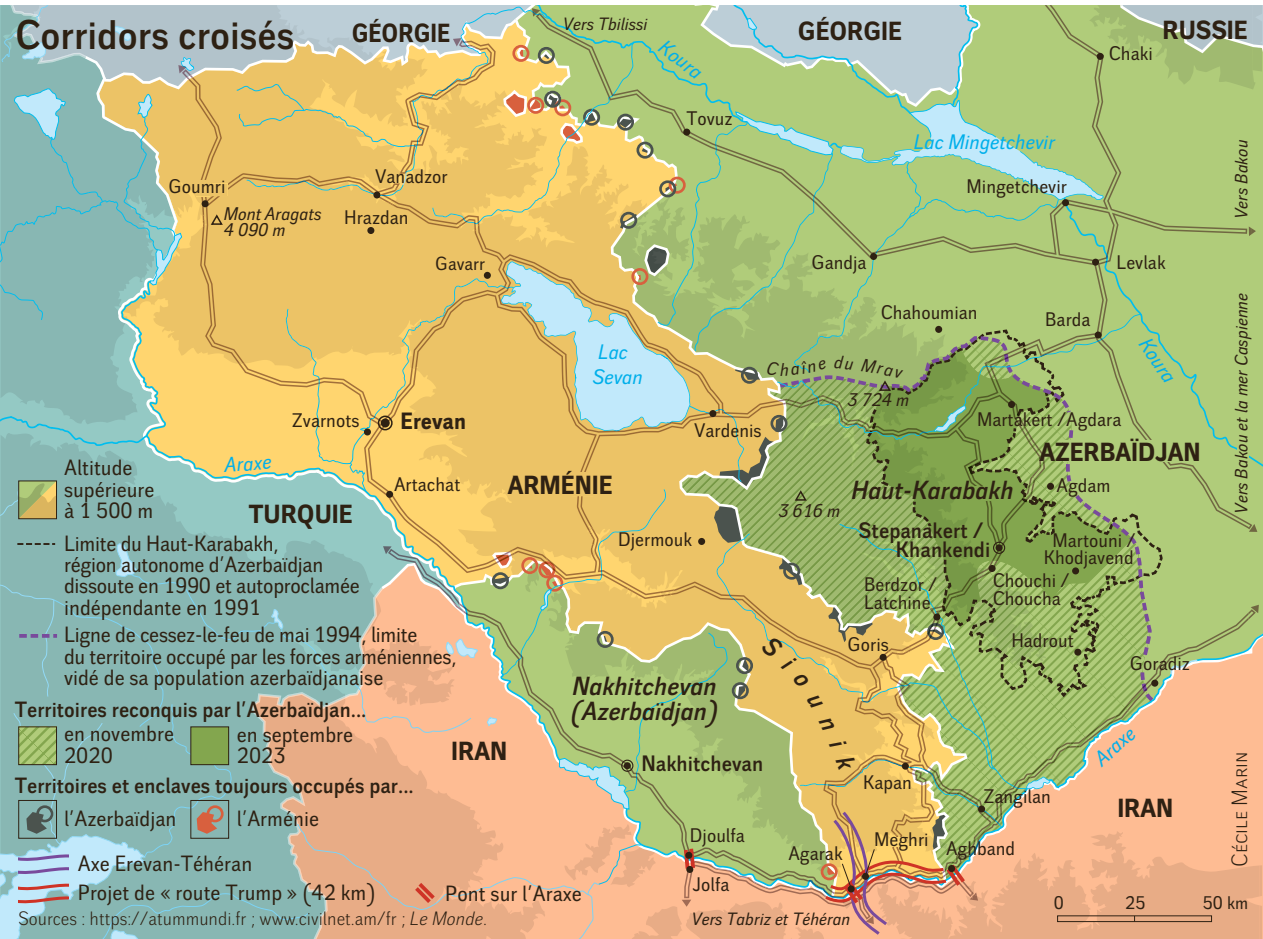 Corridors croisés
GÉORGIE
Vers Tbilissi
Koura
GÉORGIE
RUSSIE
Chaki
Tovuz
Lac Mingetchevir
Mingetchevir
Vers Bakou
Goumri
Vanadzor
Mont Aragats
4 090 m
Hrazdan
Gavarr
Gandja
Levlak
Chahoumian
Barda
Koura
Vers Bakou et la mer Caspienne
Lac
Sevan
Chaîne du Mrav
3 724 m
Zvarnots
Erevan
Vardenis
Martakert / Agdara
AZERBAÏDJAN
Araxe
Artachat
ARMÉNIE
Haut-Karabakh
Agdam
3 616 m
TURQUIE
Djermouk
Stepanakert /
Khankendi
Martouni /
Khodjavend
Chouchi /
Choucha
Berdzor /
Latchine
Hadrout
Goris
Goradiz
Siounik
Nakhitchevan
(Azerbaïdjan)
Araxe
IRAN
Nakhitchevan
Kapan
Zangilan
IRAN
Djoulfa
Jolfa
Agarak
Meghri
Aghband
Vers Tabriz et Téhéran
Altitude
supérieure
à 1 500 m
Limite du Haut-Karabakh,
région autonome d'Azerbaïdjan
dissoute en 1990 et autoproclamée
indépendante en 1991
Ligne de cessez-le-feu de mai 1994, limite
du territoire occupé par les forces arméniennes,
vidé de sa population azerbaïdjanaise
Territoires reconquis par l'Azerbaïdjan...
en novembre
2020
en septembre
2023
Territoires et enclaves toujours occupés par...
l'Azerbaïdjan
l'Arménie
Axe Erevan-Téhéran
Projet de « route Trump » (42 km)
Pont sur l'Araxe
Sources : https://atummundi.fr ; www.civilnet.am/fr ; Le Monde.
0 25 50 km
CÉCILE MARIN